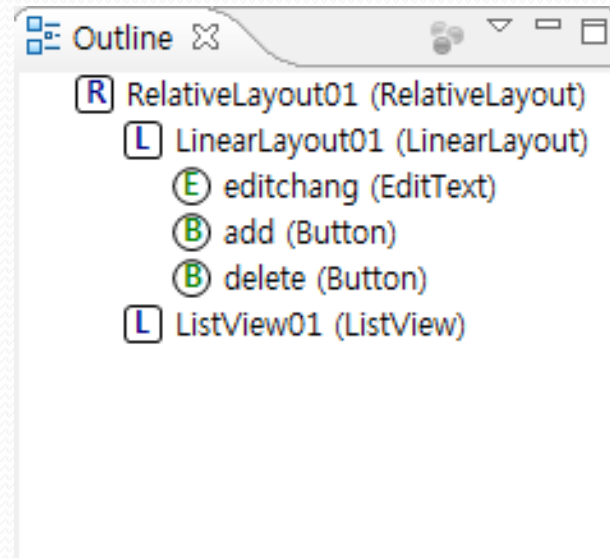 Outline
R RelativeLayout01 (RelativeLayout)
L LinearLayout01 (LinearLayout)
E editchang (EditText)
B add (Button)
B delete (Button)
L ListView01 (ListView)